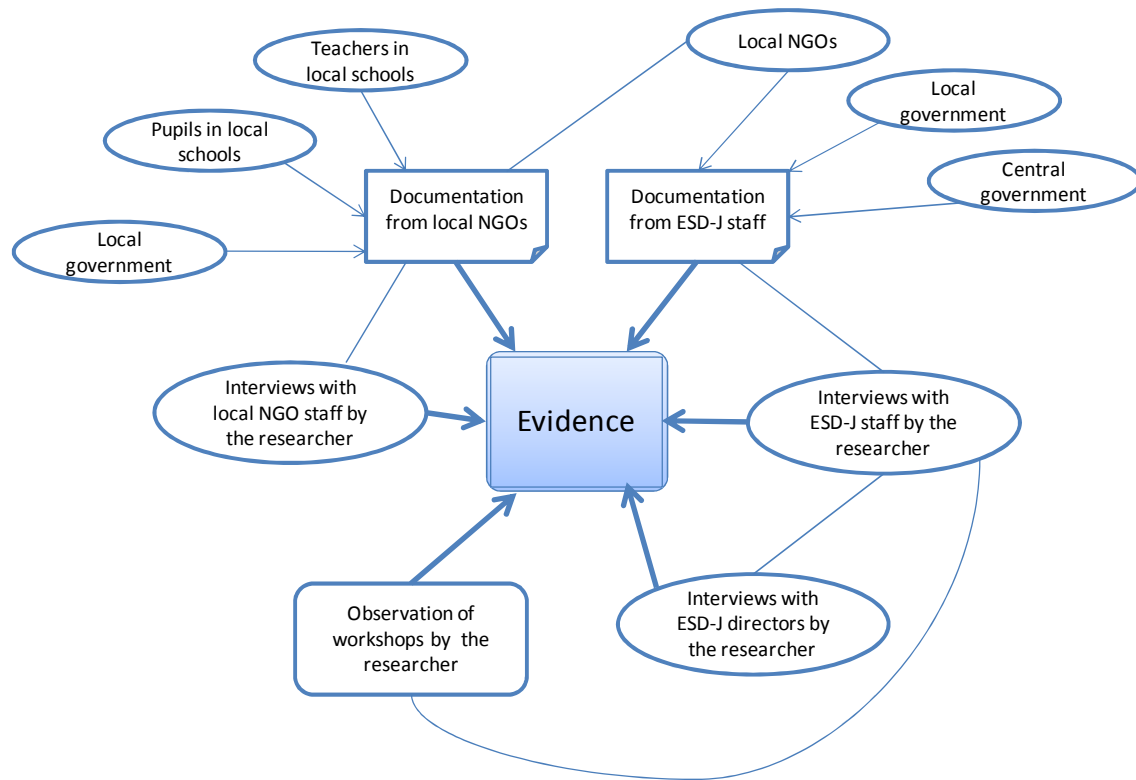 Teachers in
local schools
Local NGOs
Local
government
Pupils in local
schools
Central
government
Documentation
from local NGOs
Documentation
from ESD-J staff
Local
government
Interviews with
local NGO staff by
the researcher
Evidence
Interviews with
ESD-J staff by the
researcher
Observation of
workshops by the
researcher
Interviews with
ESD-J directors by
the researcher